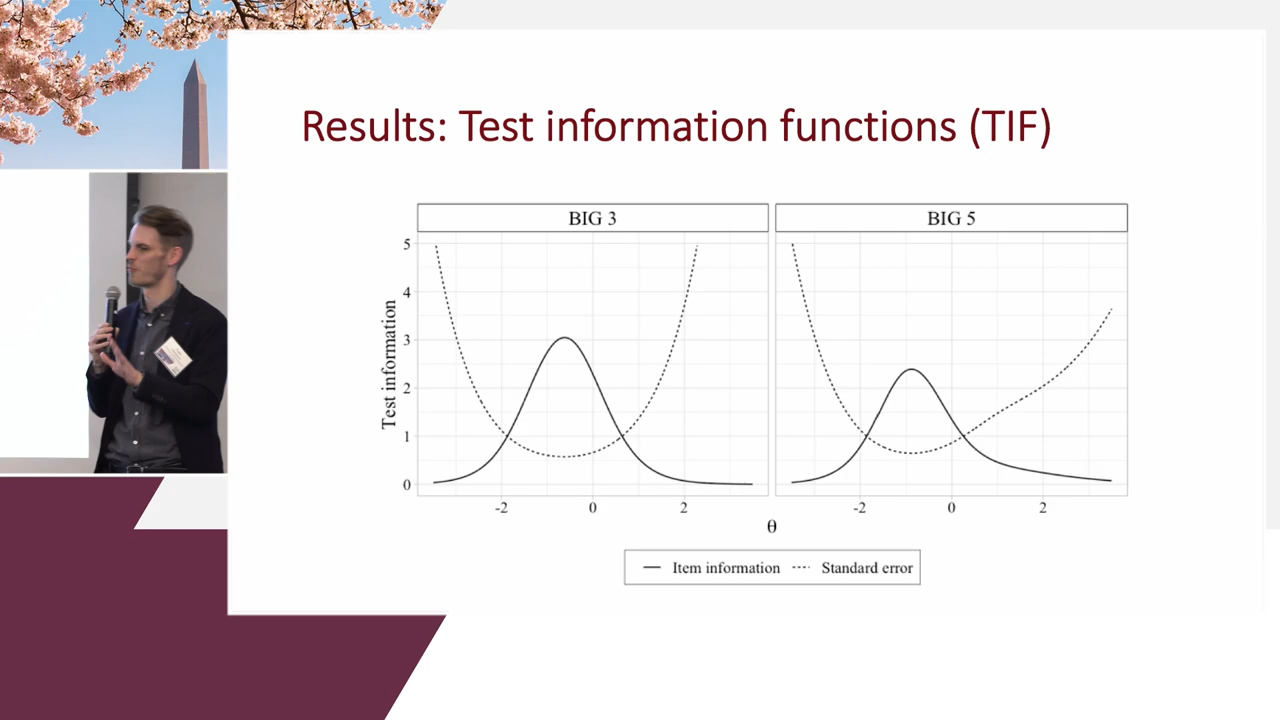 Results: Test information functions (TIF)
BIG 3
BIG 5
Test information
5
4
3
2
1
0
-2
0
2
-2
0
2
θ
Item information
Standard error